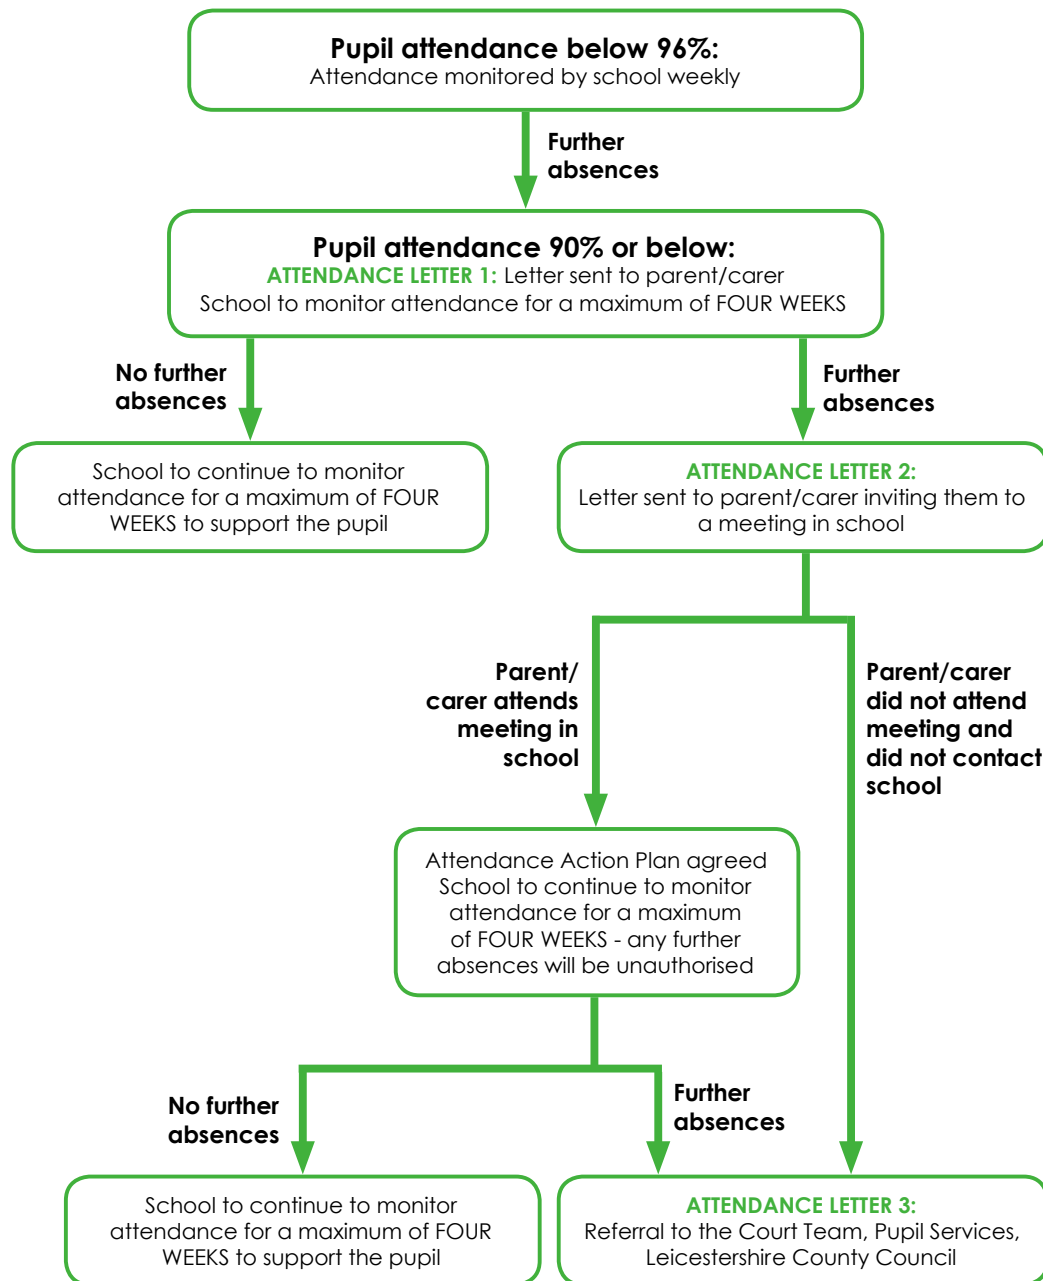 Pupil attendance below 96%:
Attendance monitored by school weekly
Further
absences
Pupil attendance 90% or below:
ATTENDANCE LETTER 1: Letter sent to parent/carer
School to monitor attendance for a maximum of FOUR WEEKS
No further
absences
Further
absences
School to continue to monitor
attendance for a maximum of FOUR
WEEKS to support the pupil
ATTENDANCE LETTER 2:
Letter sent to parent/carer inviting them to
a meeting in school
Parent/
carer attends
meeting in
school
Parent/carer
did not attend
meeting and
did not contact
school
Attendance Action Plan agreed
School to continue to monitor
attendance for a maximum
of FOUR WEEKS - any further
absences will be unauthorised
No further
absences
Further
absences
School to continue to monitor
attendance for a maximum of FOUR
WEEKS to support the pupil
ATTENDANCE LETTER 3:
Referral to the Court Team, Pupil Services,
Leicestershire County Council